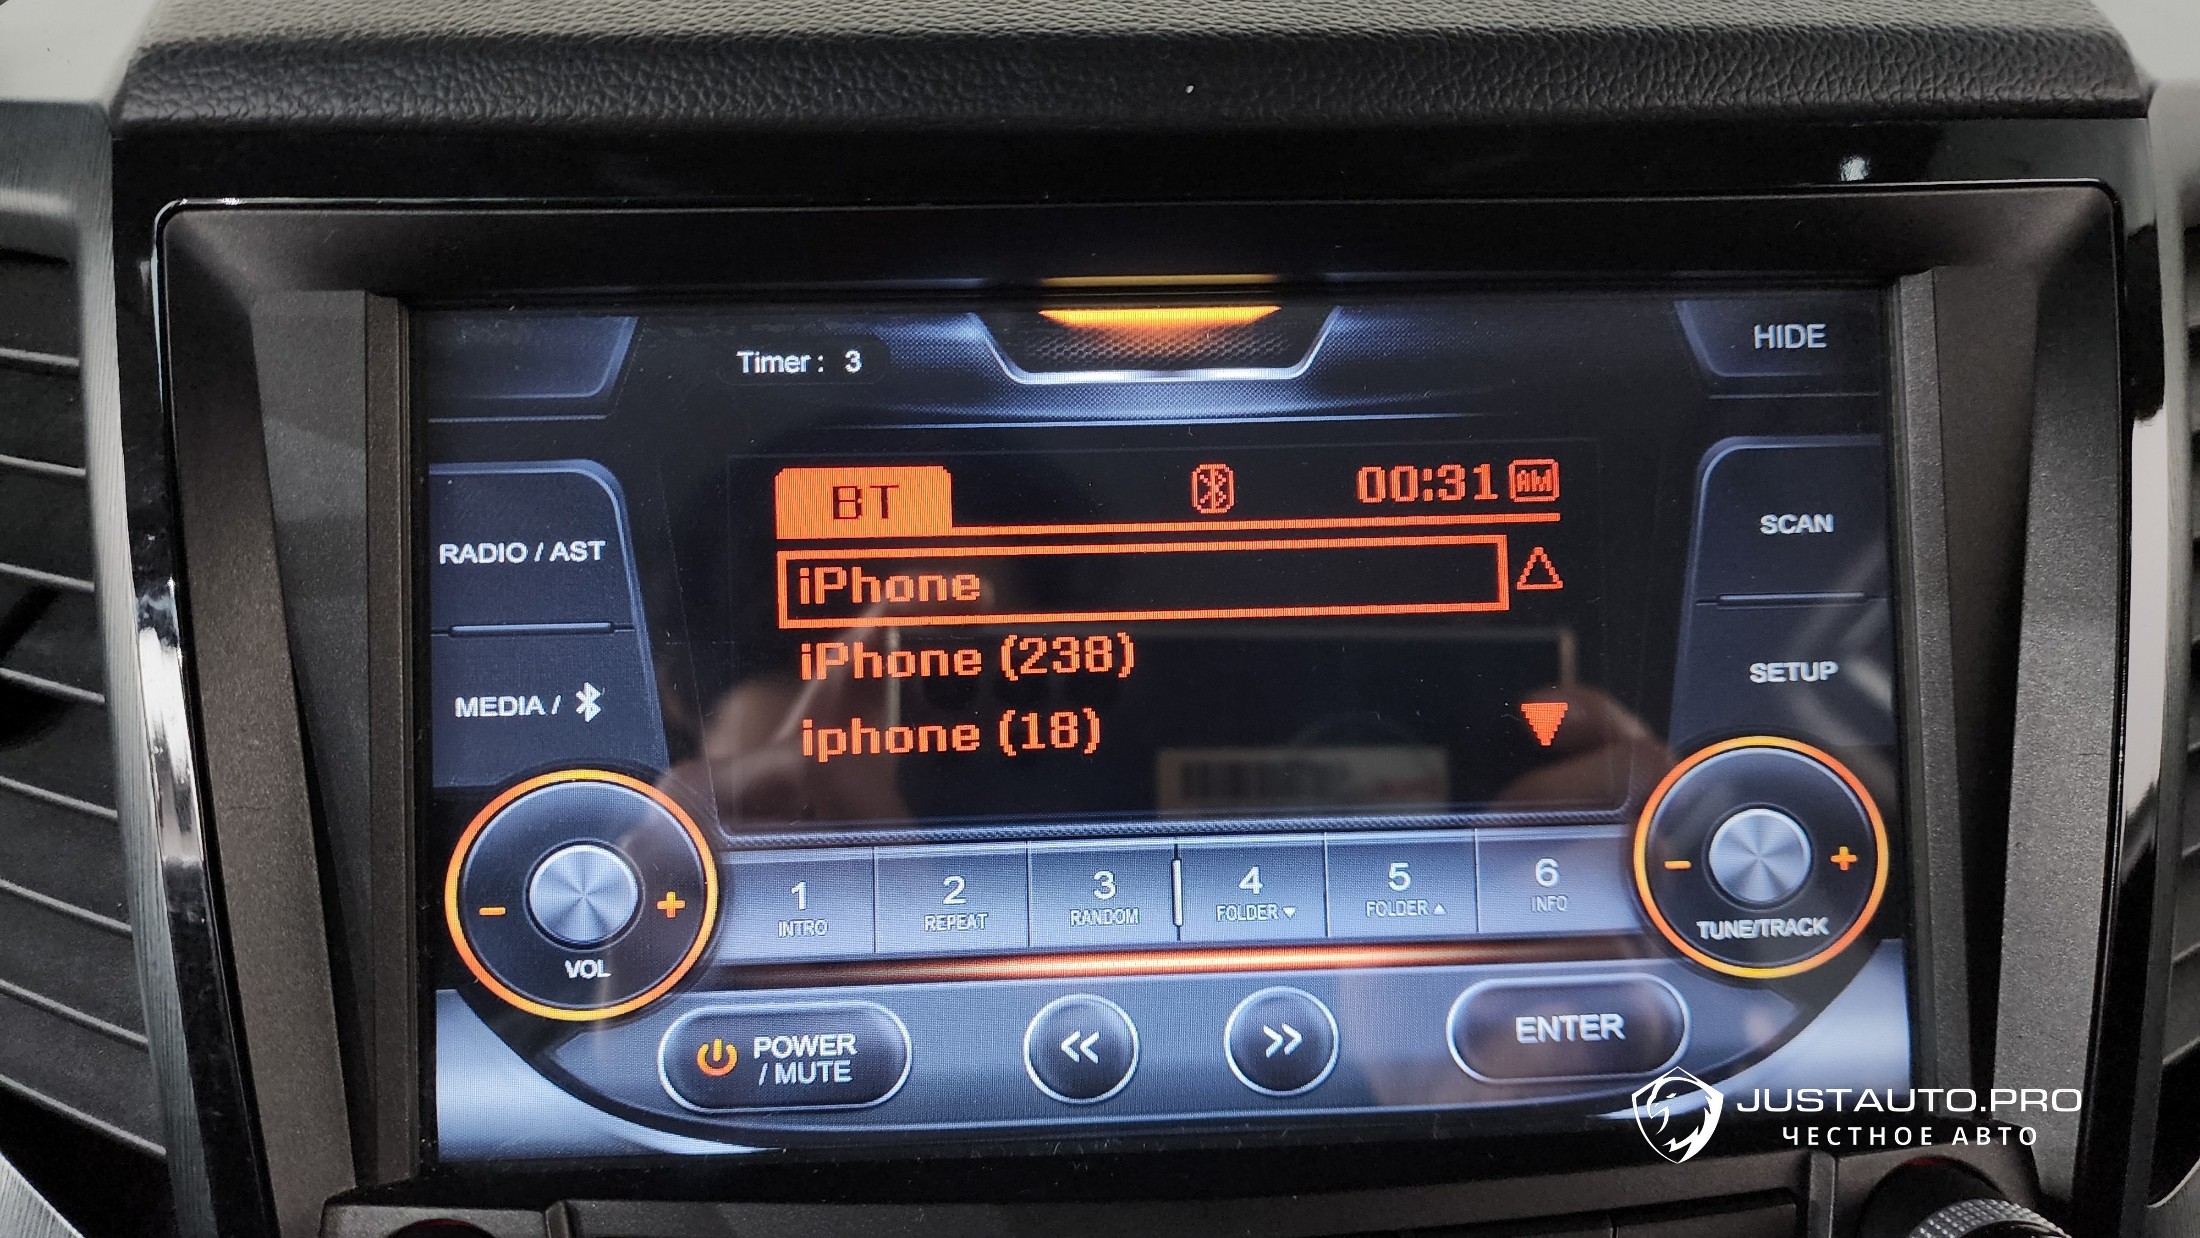 Timer : 3
HIDE
BT 00:31 AM
iPhone
iPhone (238)
iphone (18)
RADIO / AST
MEDIA /
SCAN
SETUP
- + VOL
- + TUNE/TRACK
1 INTRO
2 REPEAT
3 RANDOM
4 FOLDER ▼
5 FOLDER ▲
6 INFO
POWER
/ MUTE
<<
>>
ENTER
JUSTAUTO.PRO
ЧЕСТНОЕ АВТО